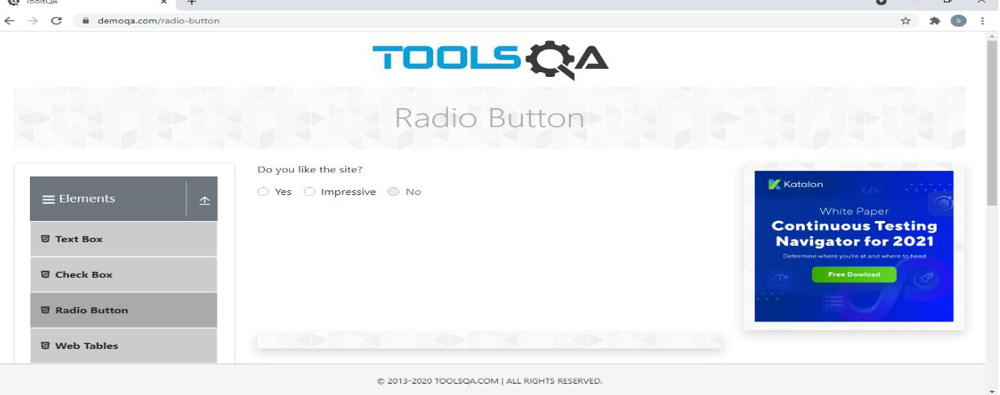 ToolsQA
demoqa.com/radio-button
S
TOOLSQA
Radio Button
Do you like the site?
Yes Impressive No
Elements
Text Box
Check Box
Radio Button
Web Tables
Katalon
White Paper
Continuous Testing
Navigator for 2021
Determine where you're at and where to head
Free Dowload
© 2013-2020 TOOLSQA.COM | ALL RIGHTS RESERVED.